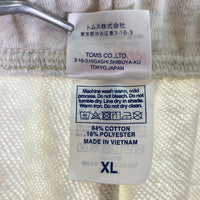 トムス株式会社
東京都渋谷区東3-16-3
TOMS CO.,LTD.
3-16-3,HIGASHI,SHIBUYA-KU
TOKYO,JAPAN
Machine wash warm, mild
process. Do not bleach.
Do not tumble dry.
Line dry in shade.
Warm iron. Do not dryclean.
84% COTTON
16% POLYESTER
MADE IN VIETNAM
XL